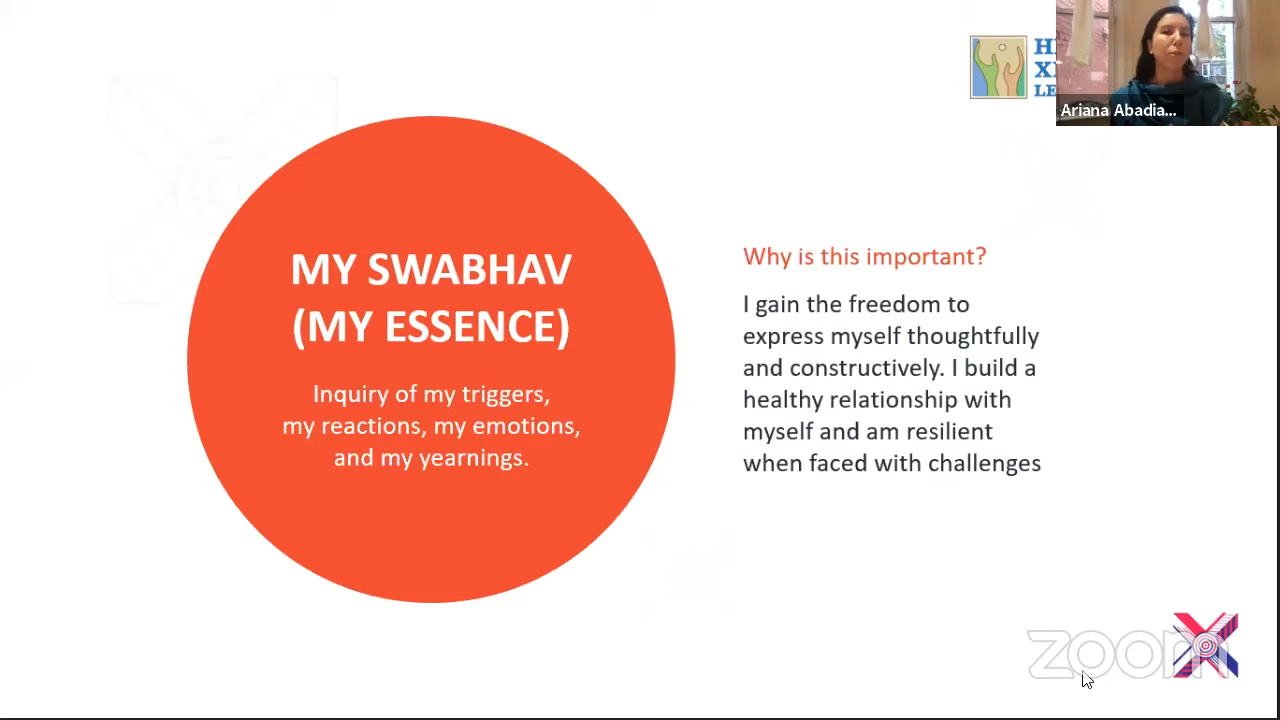 MY SWABHAV
(MY ESSENCE)
Inquiry of my triggers,
my reactions, my emotions,
and my yearnings.
Why is this important?
I gain the freedom to
express myself thoughtfully
and constructively. I build a
healthy relationship with
myself and am resilient
when faced with challenges
Ariana Abadia...
zoom